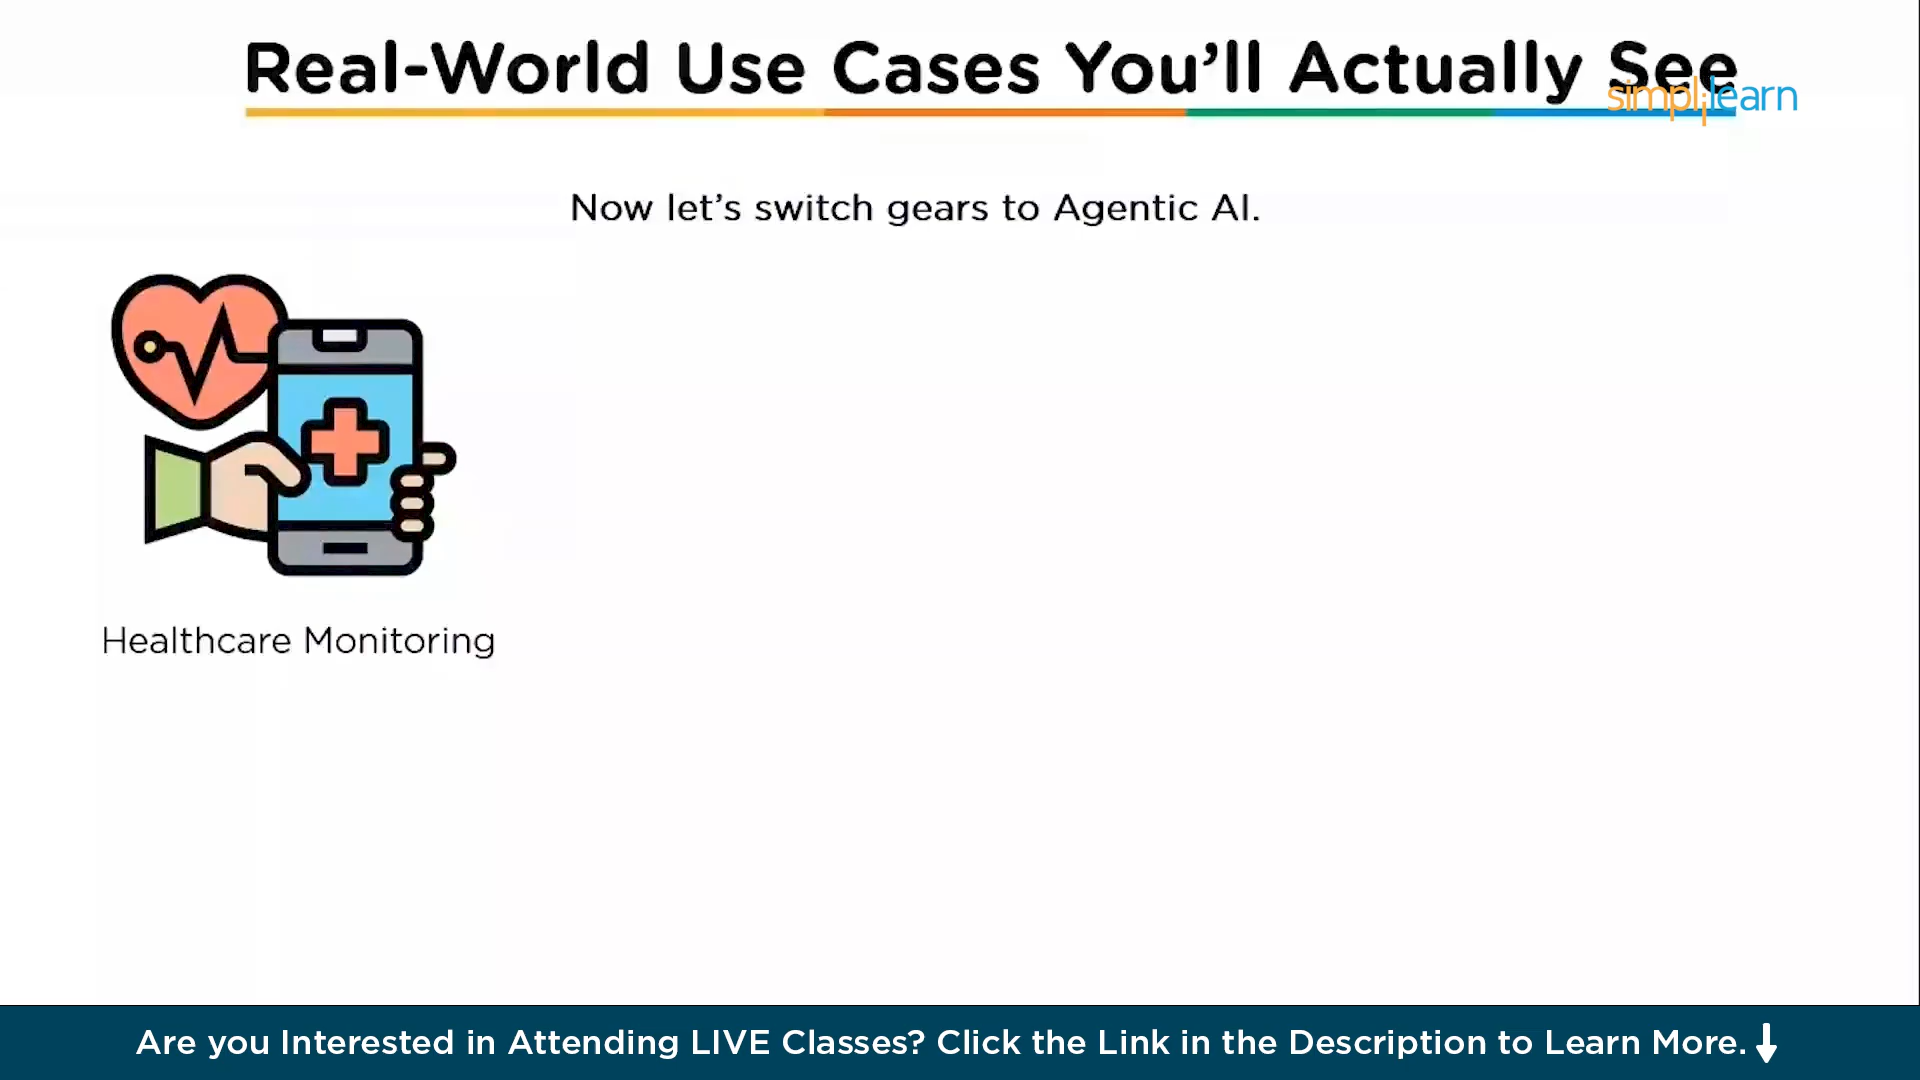 Real-World Use Cases You’ll Actually See
simplilearn
Now let’s switch gears to Agentic AI.
Healthcare Monitoring
Are you Interested in Attending LIVE Classes? Click the Link in the Description to Learn More.